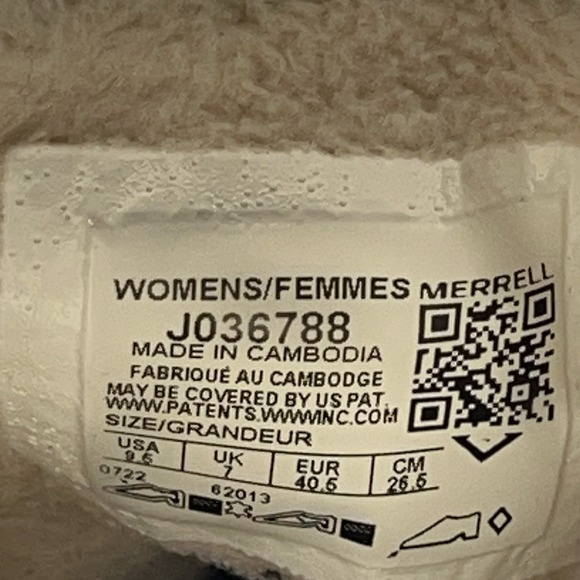 WOMENS/FEMMES MERRELL
J036788
MADE IN CAMBODIA
FABRIQUÉ AU CAMBODGE
MAY BE COVERED BY US PAT.
WWW.PATENTS.WWWINC.COM
SIZE/GRANDEUR
USA UK EUR CM
9.5 7 40.5 26.5
0722 62013